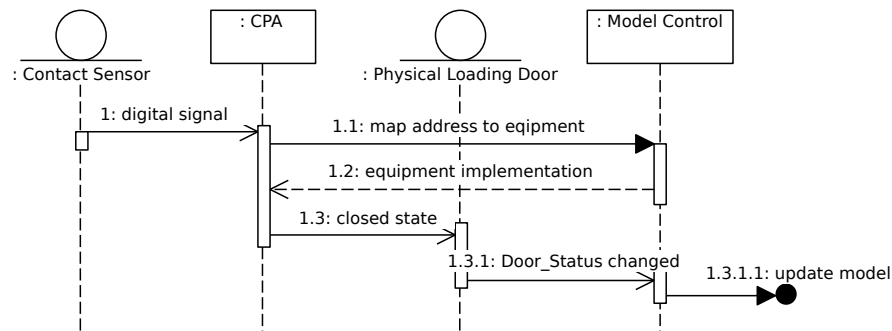 : CPA
: Model Control
: Contact Sensor
: Physical Loading Door
1: digital signal
1.1: map address to eqipment
1.2: equipment implementation
1.3: closed state
1.3.1: Door_Status changed
1.3.1.1: update model